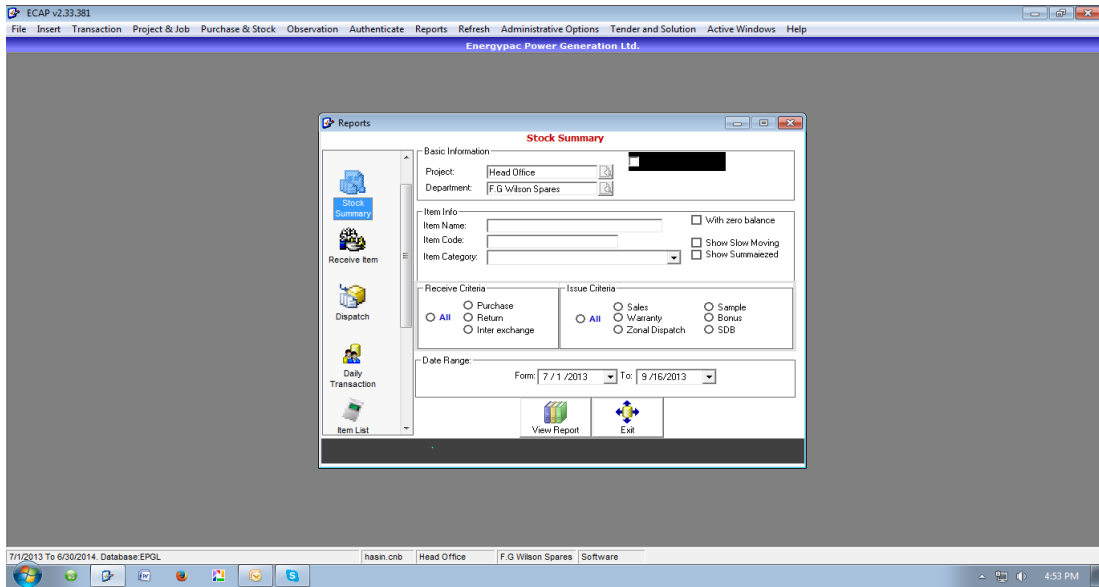 ECAP v2.33.381
File Insert Transaction Project & Job Purchase & Stock Observation Authenticate Reports Refresh Administrative Options Tender and Solution Active Windows Help
Energypac Power Generation Ltd.
Reports
Stock Summary
Stock
Summary
Receive Item
Dispatch
Daily
Transaction
Item List
Basic Information
Project: Head Office
Department: F.G Wilson Spares
Item Info
Item Name: With zero balance
Item Code: Show Slow Moving
Item Category: Show Summaiezed
Receive Criteria
All Purchase
Return
Inter exchange
Issue Criteria
All Sales Sample
Warranty Bonus
Zonal Dispatch SDB
Date Range:
Form: 7 / 1 /2013 To: 9 /16/2013
View Report Exit
7/1/2013 To 6/30/2014. Database:EPGL hasin.cnb Head Office F.G Wilson Spares Software
4:53 PM